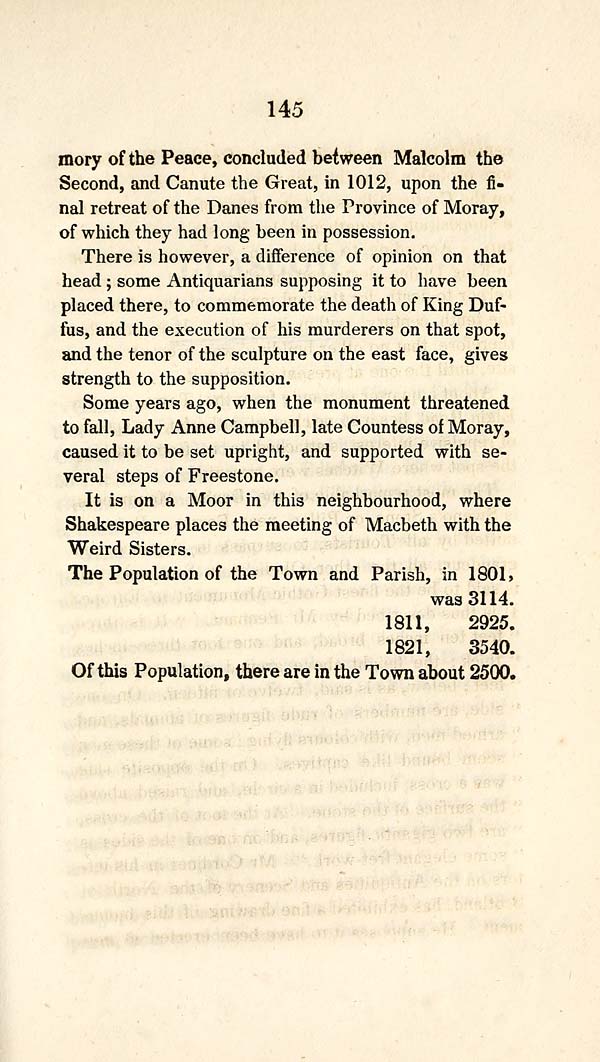 145
mory of the Peace, concluded between Malcolm the
Second, and Canute the Great, in 1012, upon the fi-
nal retreat of the Danes from the Province of Moray,
of which they had long been in possession.
There is however, a difference of opinion on that
head ; some Antiquarians supposing it to have been
placed there, to commemorate the death of King Duf-
fus, and the execution of his murderers on that spot,
and the tenor of the sculpture on the east face, gives
strength to the supposition.
Some years ago, when the monument threatened
to fall, Lady Anne Campbell, late Countess of Moray,
caused it to be set upright, and supported with se-
veral steps of Freestone.
It is on a Moor in this neighbourhood, where
Shakespeare places the meeting of Macbeth with the
Weird Sisters.
The Population of the Town and Parish, in 1801,
was 3114.
1811, 2925.
1821, 3540.
Of this Population, there are in the Town about 2500.